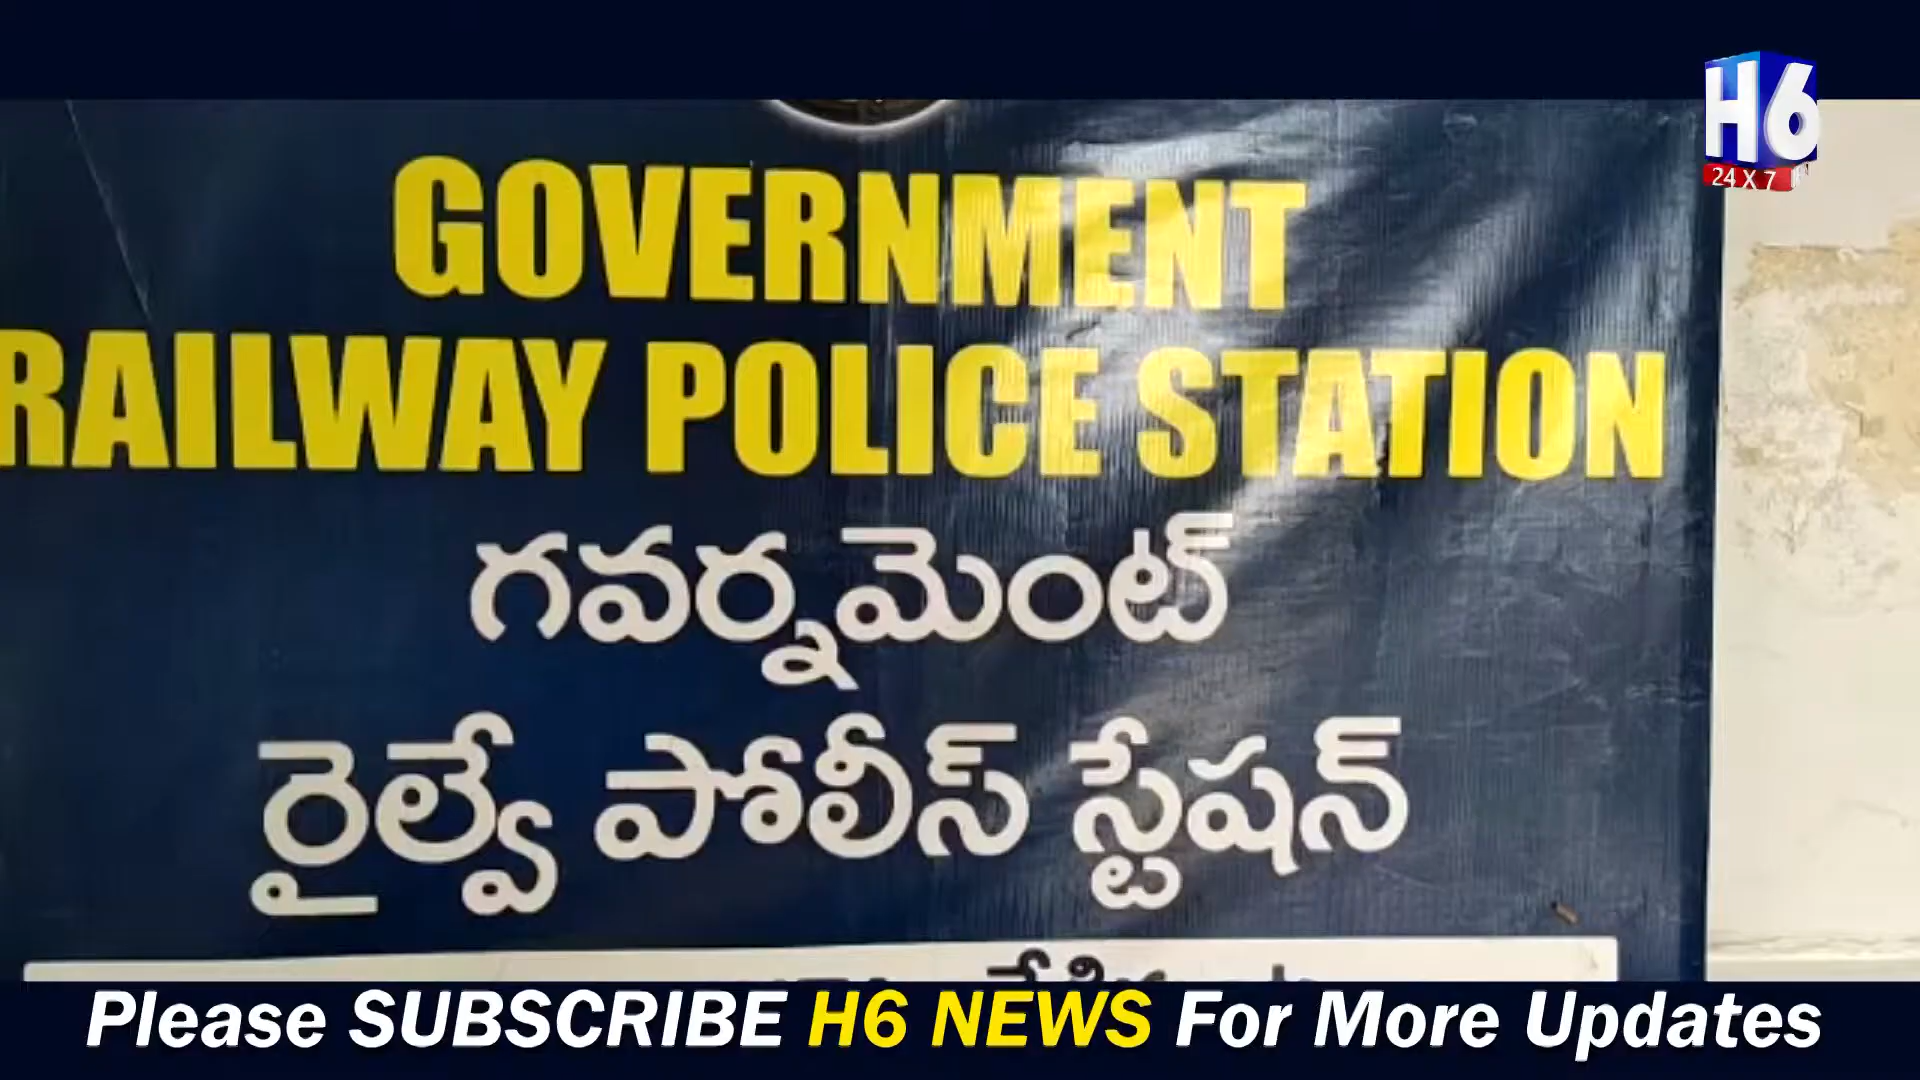 H6
24 X 7
GOVERNMENT
RAILWAY POLICE STATION
గవర్నమెంట్
రైల్వే పోలీస్ స్టేషన్
Please SUBSCRIBE H6 NEWS For More Updates